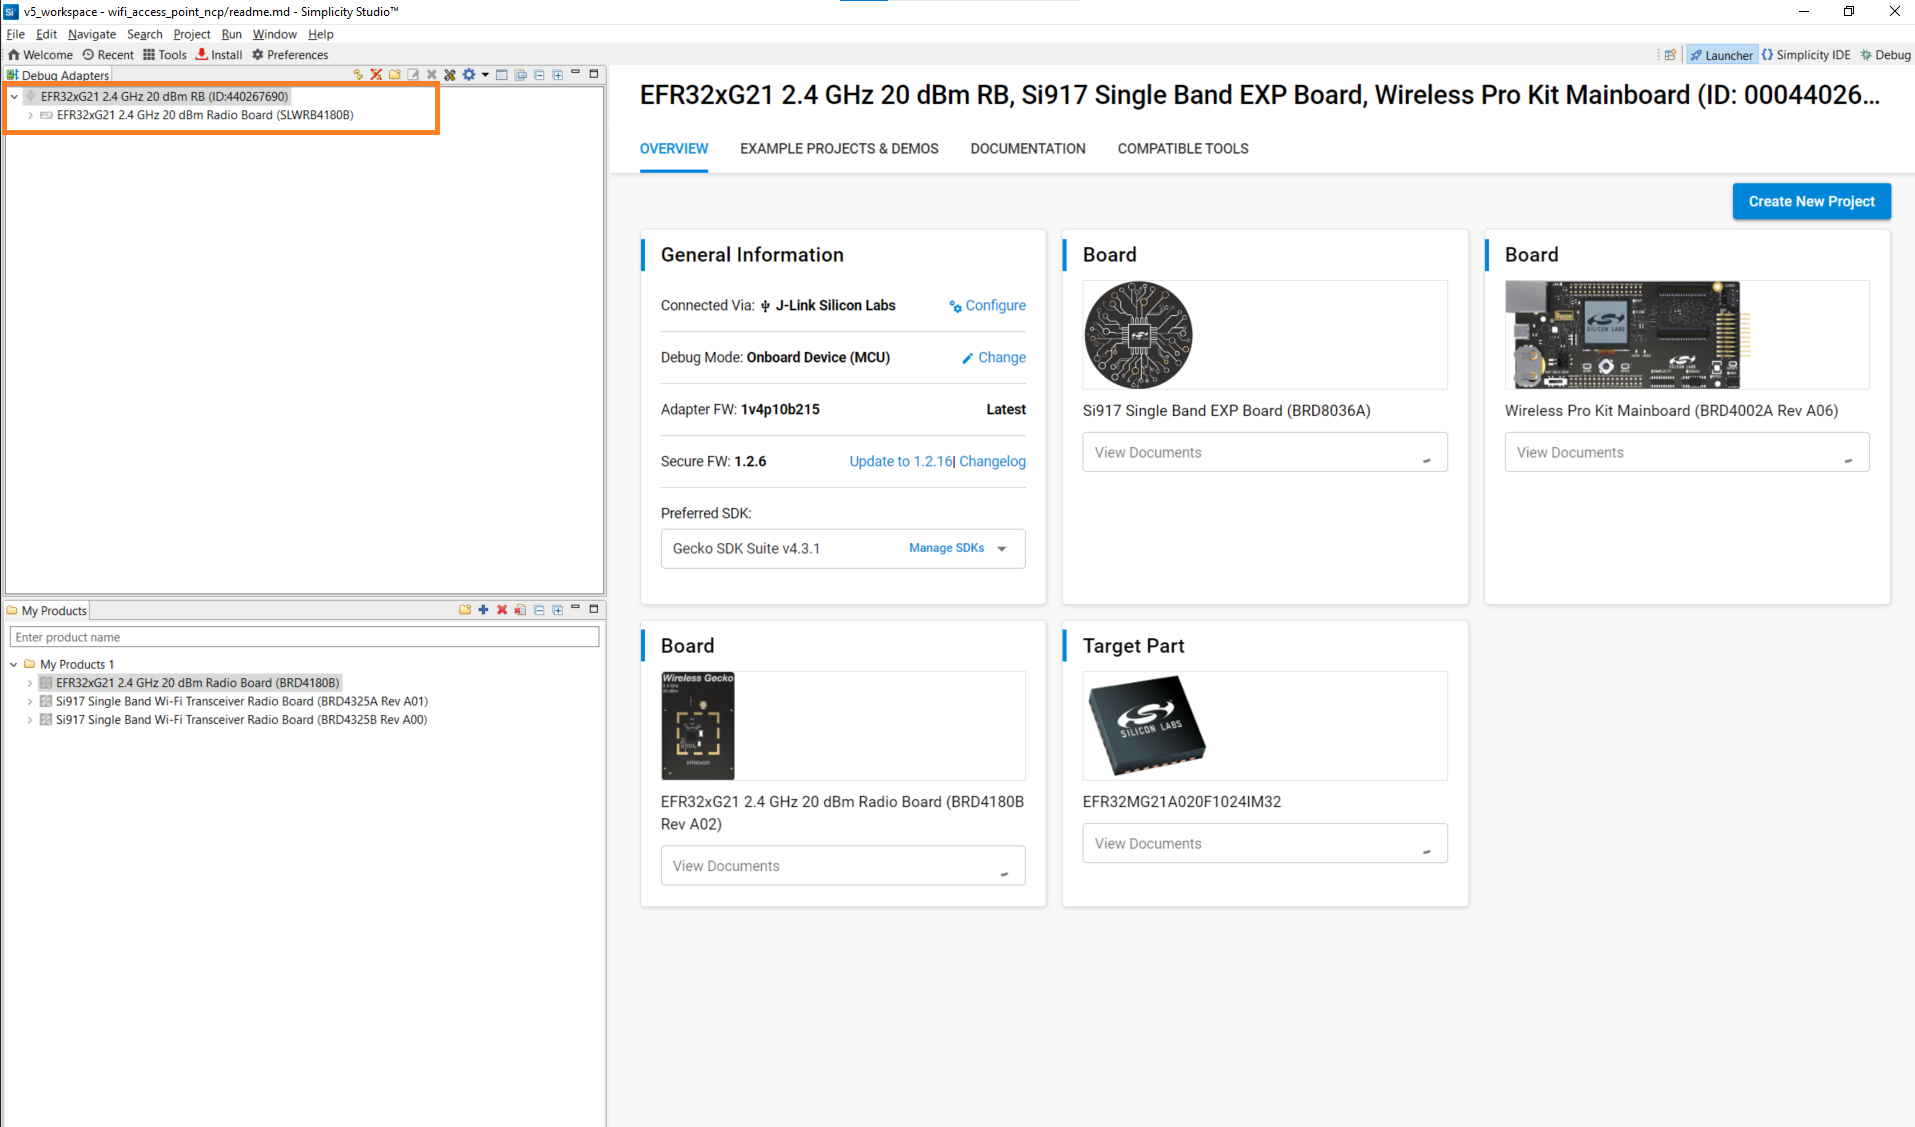 v5_workspace - wifi_access_point_ncp/readme.md - Simplicity Studio™
File Edit Navigate Search Project Run Window Help
Welcome Recent Tools Install Preferences
Launcher Simplicity IDE Debug
Debug Adapters
EFR32xG21 2.4 GHz 20 dBm RB (ID:440267690)
EFR32xG21 2.4 GHz 20 dBm Radio Board (SLWRB4180B)
My Products
Enter product name
My Products 1
EFR32xG21 2.4 GHz 20 dBm Radio Board (BRD4180B)
Si917 Single Band Wi-Fi Transceiver Radio Board (BRD4325A Rev A01)
Si917 Single Band Wi-Fi Transceiver Radio Board (BRD4325B Rev A00)
EFR32xG21 2.4 GHz 20 dBm RB, Si917 Single Band EXP Board, Wireless Pro Kit Mainboard (ID: 00044026...
OVERVIEW EXAMPLE PROJECTS & DEMOS DOCUMENTATION COMPATIBLE TOOLS
Create New Project
General Information
Connected Via: J-Link Silicon Labs Configure
Debug Mode: Onboard Device (MCU) Change
Adapter FW: 1v4p10b215 Latest
Secure FW: 1.2.6 Update to 1.2.16| Changelog
Preferred SDK:
Gecko SDK Suite v4.3.1 Manage SDKs
Board
Si917 Single Band EXP Board (BRD8036A)
View Documents
Board
SILICON LABS
Wireless Pro Kit Mainboard (BRD4002A Rev A06)
View Documents
Board
Wireless Gecko
2.4 GHz
20 dBm
EFR32xG21
EFR32xG21 2.4 GHz 20 dBm Radio Board (BRD4180B
Rev A02)
View Documents
Target Part
SILICON LABS
EFR32MG21A020F1024IM32
View Documents